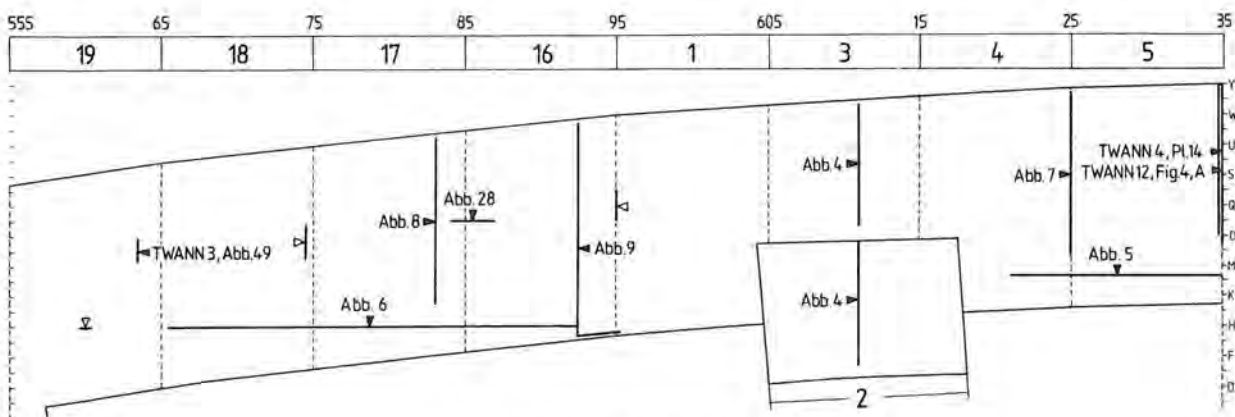 555 65 75 85 95 605 15 25 35
19 18 17 16 1 3 4 5
Y
W
Abb.4
U
TWANN 4, Pl.14
Abb.7
S
TWANN 12, Fig.4, A
Abb.28
Q
Abb.8
O
TWANN 3, Abb.49
Abb.9
Abb. 5
M
Abb. 6
Abb.4
K
H
F
D
2